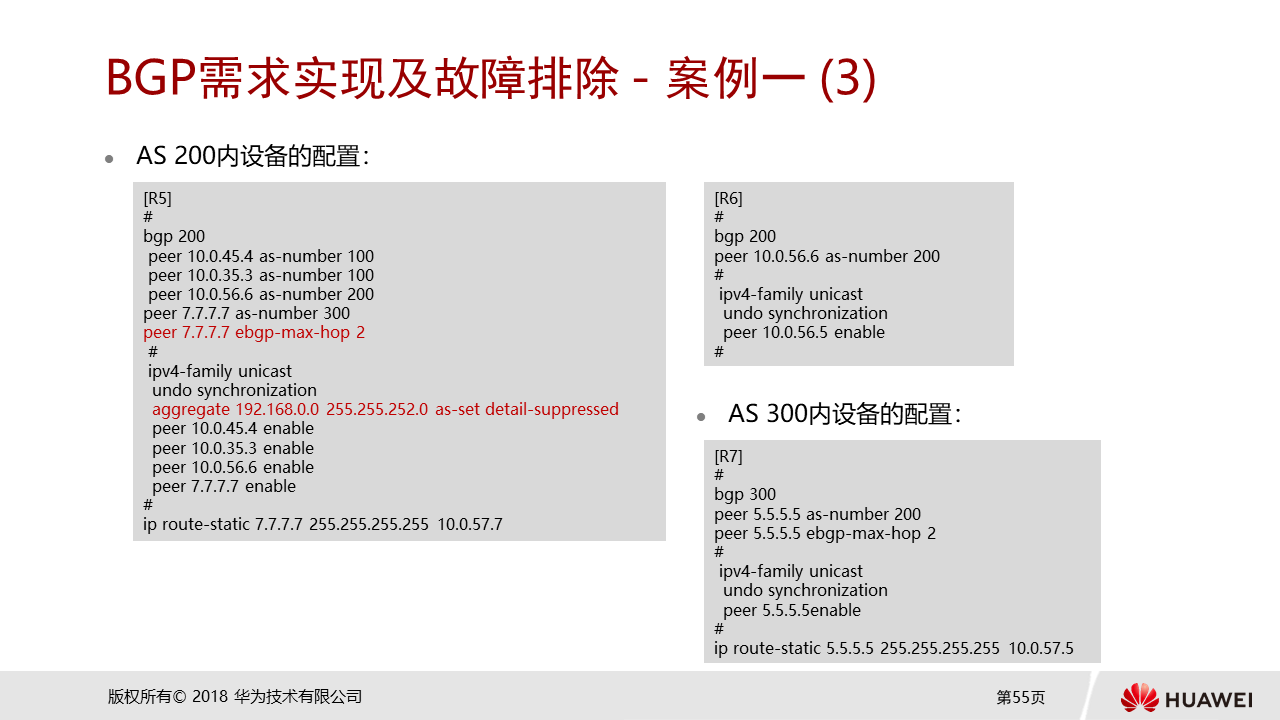 BGP需求实现及故障排除 - 案例一 (3)
AS 200内设备的配置：
[R5]
#
bgp 200
peer 10.0.45.4 as-number 100
peer 10.0.35.3 as-number 100
peer 10.0.56.6 as-number 200
peer 7.7.7.7 as-number 300
peer 7.7.7.7 ebgp-max-hop 2
#
ipv4-family unicast
undo synchronization
aggregate 192.168.0.0 255.255.252.0 as-set detail-suppressed
peer 10.0.45.4 enable
peer 10.0.35.3 enable
peer 10.0.56.6 enable
peer 7.7.7.7 enable
#
ip route-static 7.7.7.7 255.255.255.255 10.0.57.7
[R6]
#
bgp 200
peer 10.0.56.6 as-number 200
#
ipv4-family unicast
undo synchronization
peer 10.0.56.5 enable
#
AS 300内设备的配置：
[R7]
#
bgp 300
peer 5.5.5.5 as-number 200
peer 5.5.5.5 ebgp-max-hop 2
#
ipv4-family unicast
undo synchronization
peer 5.5.5.5enable
#
ip route-static 5.5.5.5 255.255.255.255 10.0.57.5
版权所有© 2018 华为技术有限公司
第55页
HUAWEI